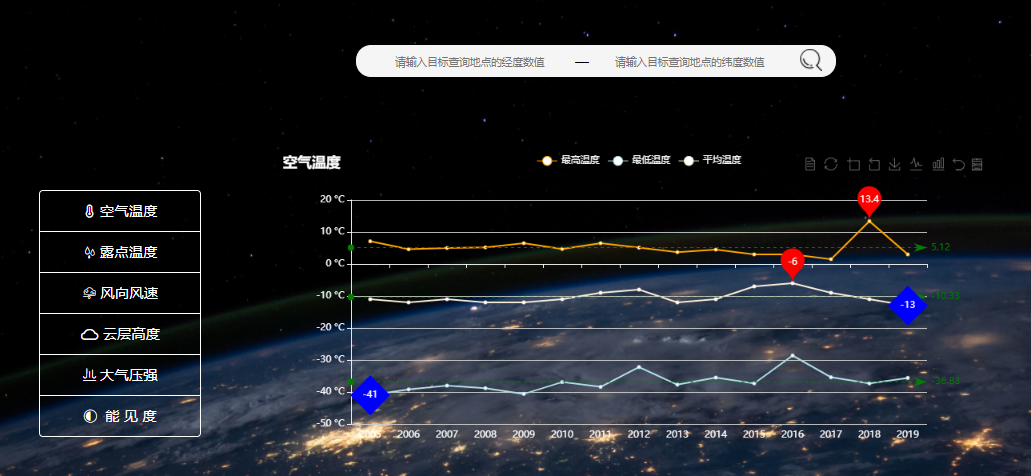 请输入目标查询地点的经度数值 — 请输入目标查询地点的纬度数值
空气温度
最高温度 最低温度 平均温度
空气温度
露点温度
风向风速
云层高度
大气压强
能 见 度
20 °C
10 °C
0 °C
-10 °C
-20 °C
-30 °C
-40 °C
-50 °C
13.4
5.12
-6
-10.33
-13
-36.83
-41
2005 2006 2007 2008 2009 2010 2011 2012 2013 2014 2015 2016 2017 2018 2019